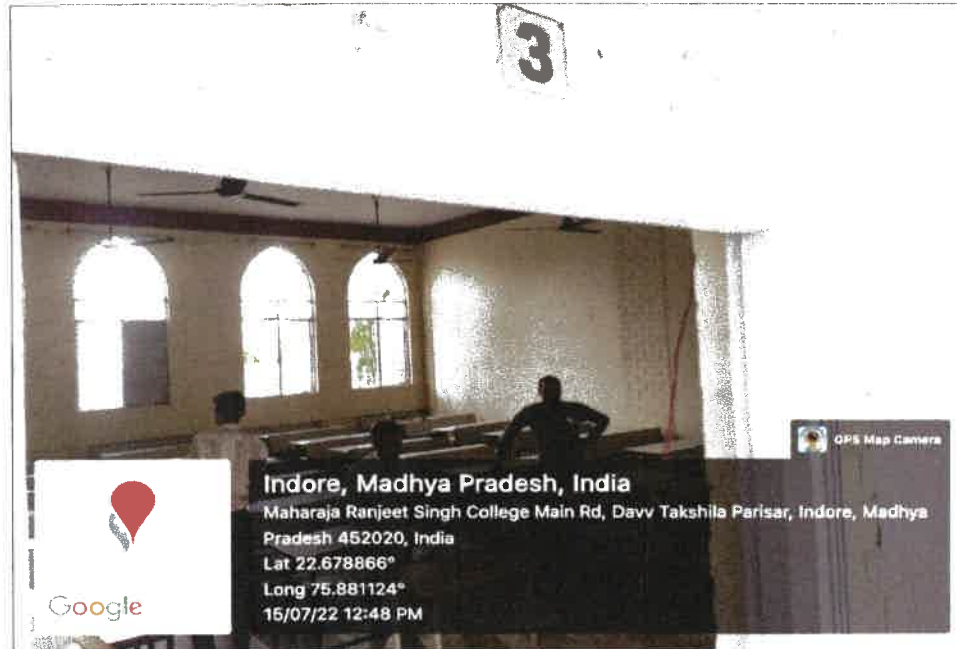 3
GPS Map Camera
Indore, Madhya Pradesh, India
Maharaja Ranjeet Singh College Main Rd, Davv Takshila Parisar, Indore, Madhya
Pradesh 452020, India
Lat 22.678866°
Long 75.881124°
15/07/22 12:48 PM
Google